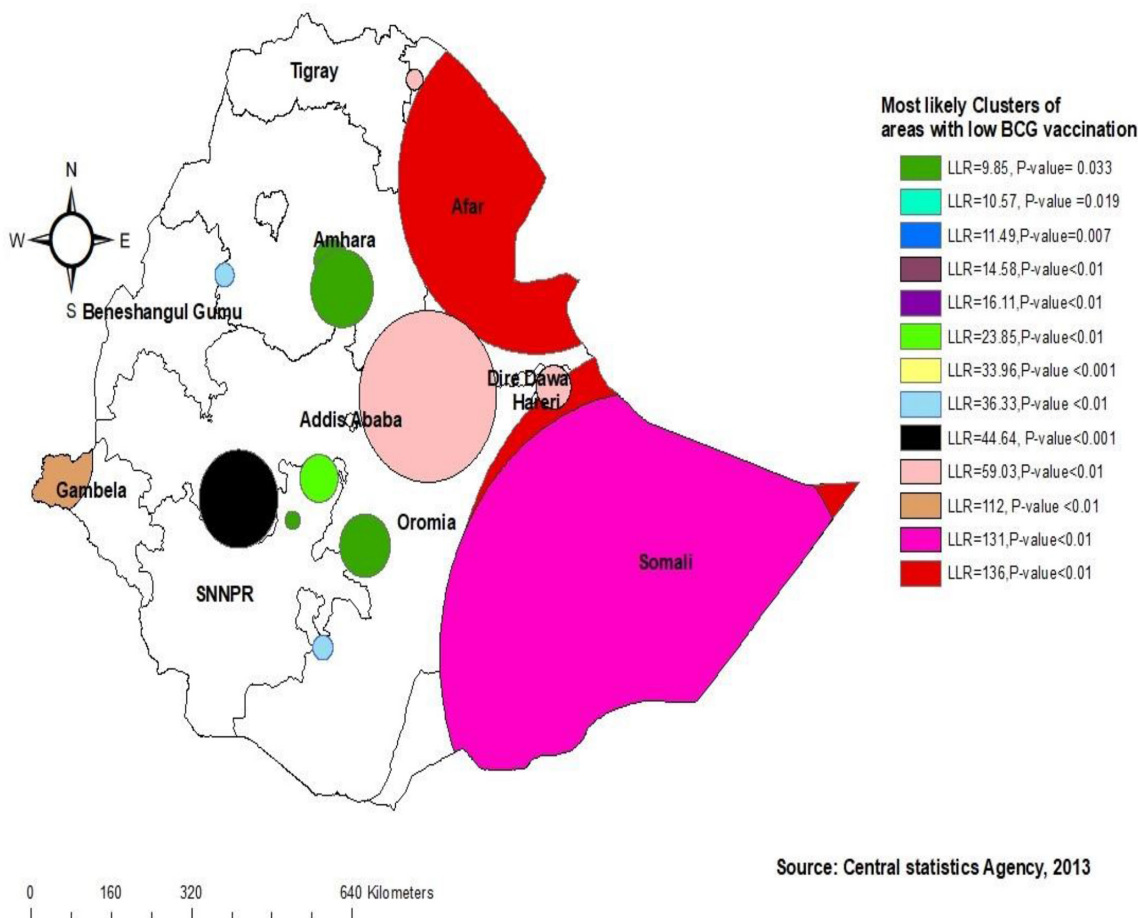 Tigray
Afar
Amhara
Beneshangul Gumu
Dire Dawa
Hareri
Addis Ababa
Gambela
Oromia
Somali
SNNPR
N
W
E
S
Most likely Clusters of
areas with low BCG vaccination
LLR=9.85, P-value= 0.033
LLR=10.57, P-value =0.019
LLR=11.49,P-value=0.007
LLR=14.58,P-value<0.01
LLR=16.11,P-value<0.01
LLR=23.85,P-value<0.01
LLR=33.96,P-value <0.001
LLR=36.33,P-value <0.01
LLR=44.64, P-value<0.001
LLR=59.03,P-value<0.01
LLR=112, P-value <0.01
LLR=131,P-value<0.01
LLR=136,P-value<0.01
Source: Central statistics Agency, 2013
0 160 320 640 Kilometers